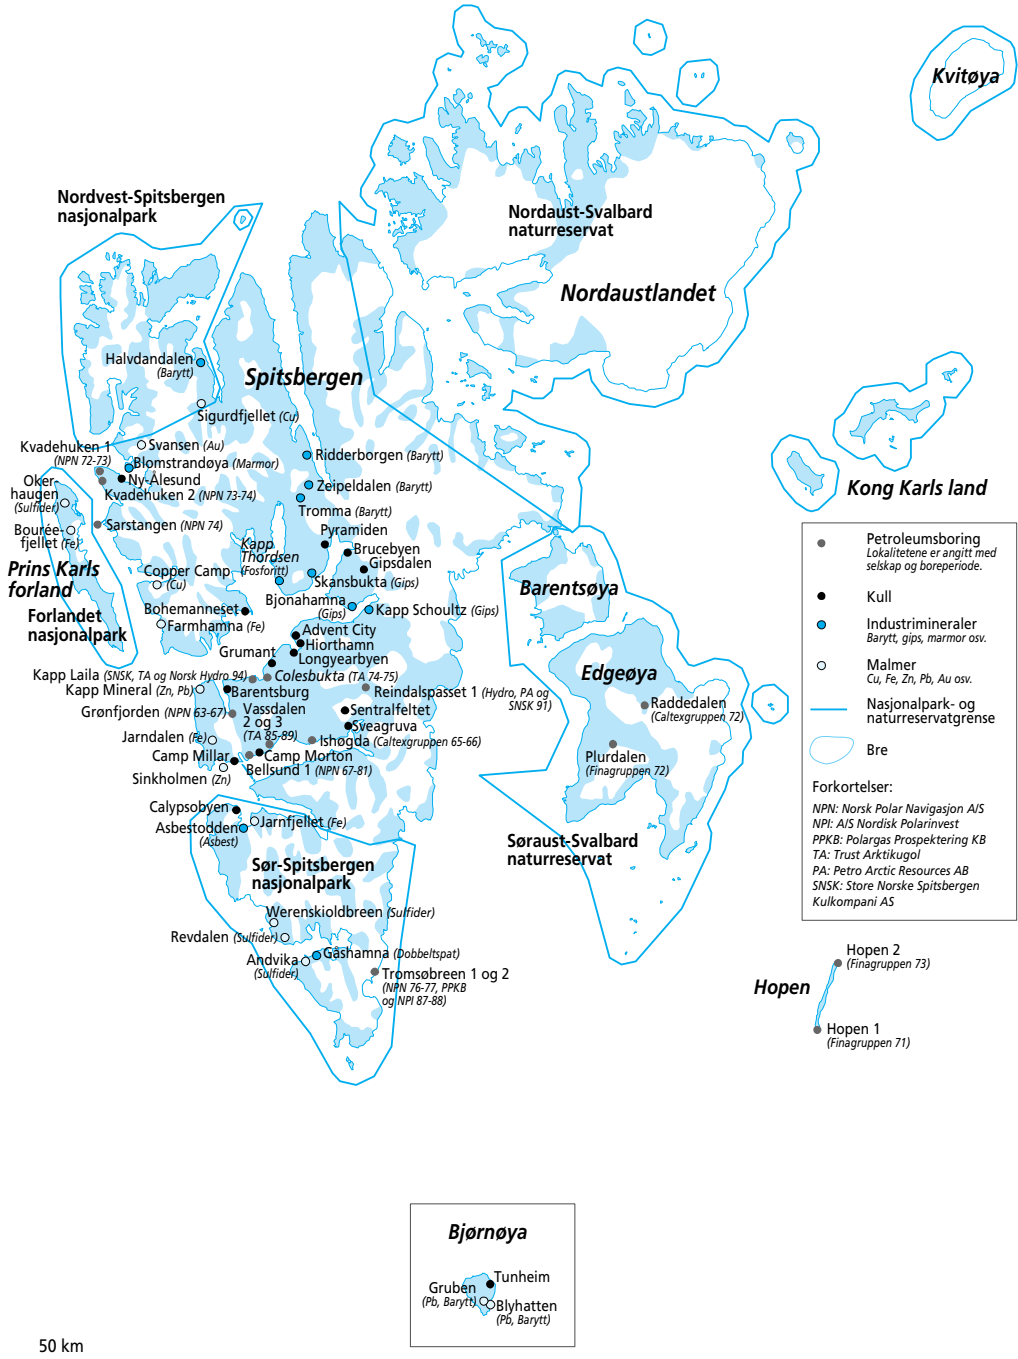 Kvitøya
Nordvest-Spitsbergen
nasjonalpark
Nordaust-Svalbard
naturreservat
Nordaustlandet
Halvdandalen
(Barytt)
Spitsbergen
Sigurdfjellet (Cu)
Kvadehuken 1
(NPN 72-73)
Svansen (Au)
Blomstrandøya (Marmor)
Ny-Ålesund
Kvadehuken 2 (NPN 73-74)
Ridderborgen (Barytt)
Zeipeldalen (Barytt)
Tromma (Barytt)
Oker-
haugen
(Sulfider)
Bourée-
fjellet (Fe)
Sarstangen (NPN 74)
Kong Karls land
Pyramiden
Brucebyen
Gipsdalen
Kapp
Thordsen
(Fosforitt)
Skansbukta (Gips)
Prins Karls
forland
Copper Camp
(Cu)
Bjonahamna
(Gips)
Kapp Schoultz (Gips)
Barentsøya
Forlandet
nasjonalpark
Bohemanneset
Farmhamna (Fe)
Advent City
Hiorthamn
Longyearbyen
Grumant
Kapp Laila (SNSK, TA og Norsk Hydro 94)
Colesbukta (TA 74-75)
Kapp Mineral (Zn, Pb)
Barentsburg
Reindalspasset 1 (Hydro, PA og
SNSK 91)
Edgeøya
Raddedalen
(Caltexgruppen 72)
Grønfjorden (NPN 63-67)
Vassdalen
2 og 3
(TA 85-89)
Sentralfeltet
Sveagruva
Jarndalen (Fe)
Ishøgda (Caltexgruppen 65-66)
Camp Millar
Camp Morton
Bellsund 1 (NPN 67-81)
Sinkholmen (Zn)
Plurdalen
(Finagruppen 72)
Calypsobyen
Asbestodden
(Asbest)
Jarnfjellet (Fe)
Søraust-Svalbard
naturreservat
Sør-Spitsbergen
nasjonalpark
Werenskioldbreen (Sulfider)
Revdalen (Sulfider)
Andvika
(Sulfider)
Gåshamna (Dobbeltspat)
Tromsøbreen 1 og 2
(NPN 76-77, PPKB
og NPI 87-88)
Petroleumsboring
Lokalitetene er angitt med
selskap og boreperiode.
Kull
Industrimineraler
Barytt, gips, marmor osv.
Malmer
Cu, Fe, Zn, Pb, Au osv.
Nasjonalpark- og
naturreservatgrense
Bre
Forkortelser:
NPN: Norsk Polar Navigasjon A/S
NPI: A/S Nordisk Polarinvest
PPKB: Polargas Prospektering KB
TA: Trust Arktikugol
PA: Petro Arctic Resources AB
SNSK: Store Norske Spitsbergen
Kulkompani AS
Hopen 2
(Finagruppen 73)
Hopen
Hopen 1
(Finagruppen 71)
Bjørnøya
Tunheim
Gruben
(Pb, Barytt)
Blyhatten
(Pb, Barytt)
50 km